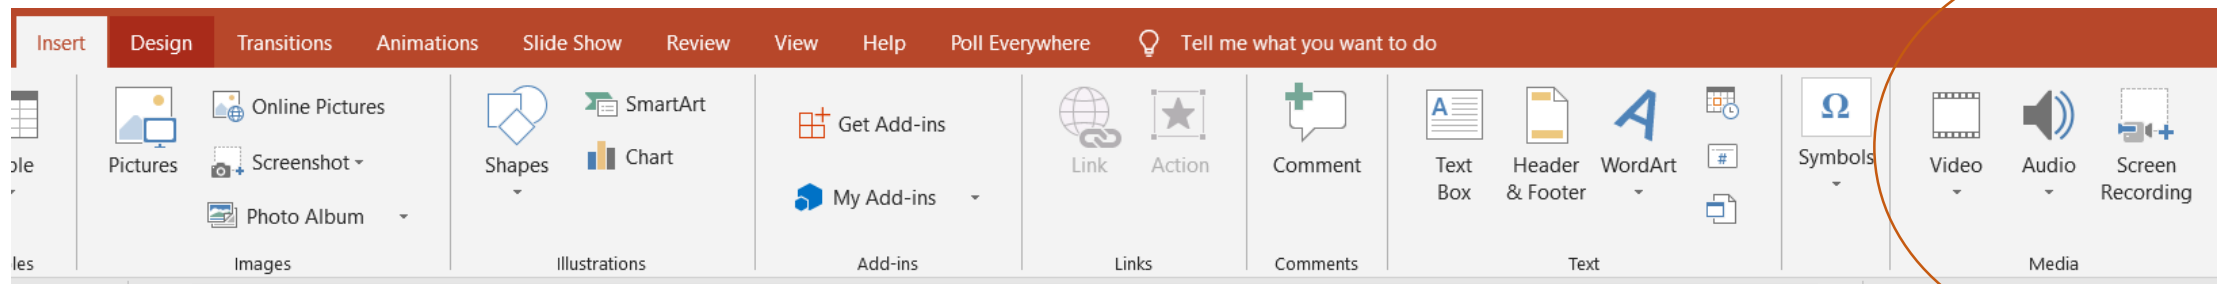 Insert Design Transitions Animations Slide Show Review View Help Poll Everywhere Tell me what you want to do
Pictures
Online Pictures
Screenshot
Photo Album
Images
Shapes
SmartArt
Chart
Illustrations
Get Add-ins
My Add-ins
Add-ins
Link
Action
Links
Comment
Comments
A
Text
Box
Header
& Footer
A
WordArt
#
Text
Ω
Symbols
Video
Audio
Screen
Recording
Media